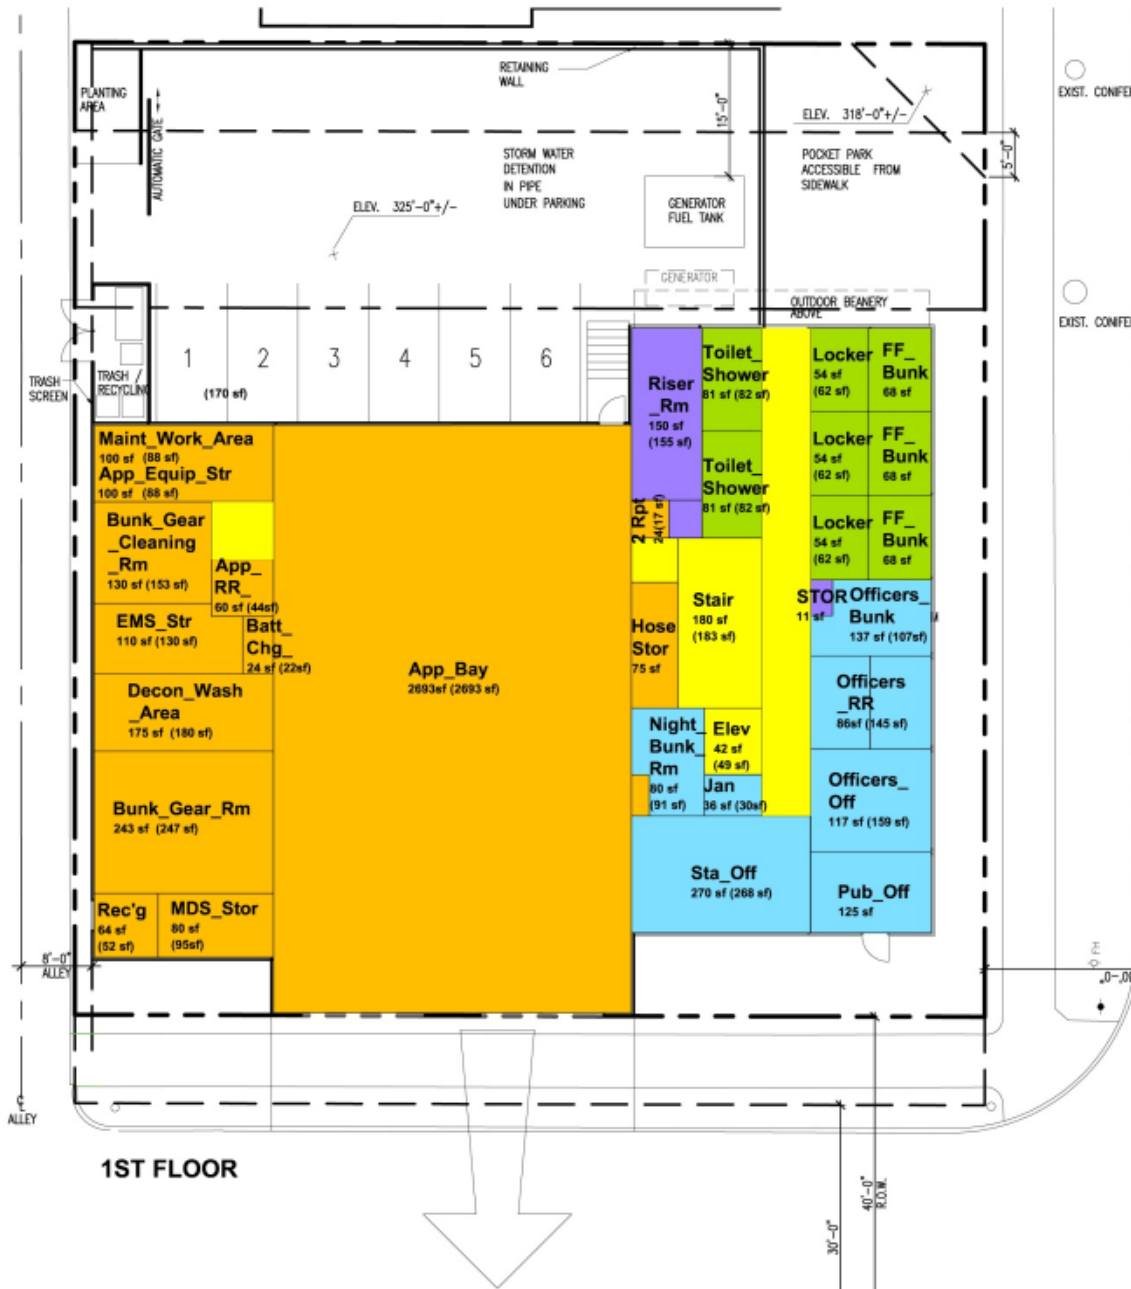 RETAINING
WALL
PLANTING
AREA
AUTOMATIC GATE
15'-0"
ELEV. 318'-0"+/-
EXIST. CONIFE
STORM WATER
DETENTION
IN PIPE
UNDER PARKING
POCKET PARK
ACCESSIBLE FROM
SIDEWALK
5'-0"
ELEV. 325'-0"+/-
GENERATOR
FUEL TANK
GENERATOR
OUTDOOR BEANERY
ABOVE
EXIST. CONIFE
TRASH
SCREEN
TRASH /
RECYCLING
1
2
3
4
5
6
(170 sf)
Riser
_Rm
150 sf
(155 sf)
Toilet_
Shower
81 sf (82 sf)
Locker
54 sf
(62 sf)
FF_
Bunk
68 sf
Maint_Work_Area
100 sf (88 sf)
App_Equip_Str
100 sf (88 sf)
Toilet_
Shower
81 sf (82 sf)
Locker
54 sf
(62 sf)
FF_
Bunk
68 sf
Bunk_Gear
_Cleaning
_Rm
130 sf (153 sf)
2 Rpt
24(17 sf)
Locker
54 sf
(62 sf)
FF_
Bunk
68 sf
App_
RR_
60 sf (44sf)
EMS_Str
110 sf (130 sf)
Batt_
Chg_
24 sf (22sf)
App_Bay
2693sf (2693 sf)
Hose
Stor
75 sf
Stair
180 sf
(183 sf)
STOR
11 sf
Officers_
Bunk
137 sf (107sf)
Decon_Wash
_Area
175 sf (180 sf)
Officers
_RR
86sf (145 sf)
Night_
Bunk_
Rm
80 sf
(91 sf)
Elev
42 sf
(49 sf)
Jan
36 sf (30sf)
Bunk_Gear_Rm
243 sf (247 sf)
Officers_
Off
117 sf (159 sf)
Sta_Off
270 sf (268 sf)
Pub_Off
125 sf
Rec'g
64 sf
(52 sf)
MDS_Stor
80 sf
(95sf)
8'-0"
ALLEY
FH
ALLEY
1ST FLOOR
30'-0"
40'-0"
R.O.W.